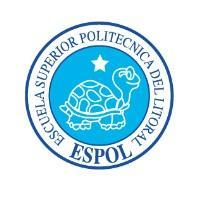 ESCUELA SUPERIOR POLITECNICA DEL LITORAL
ESPOL